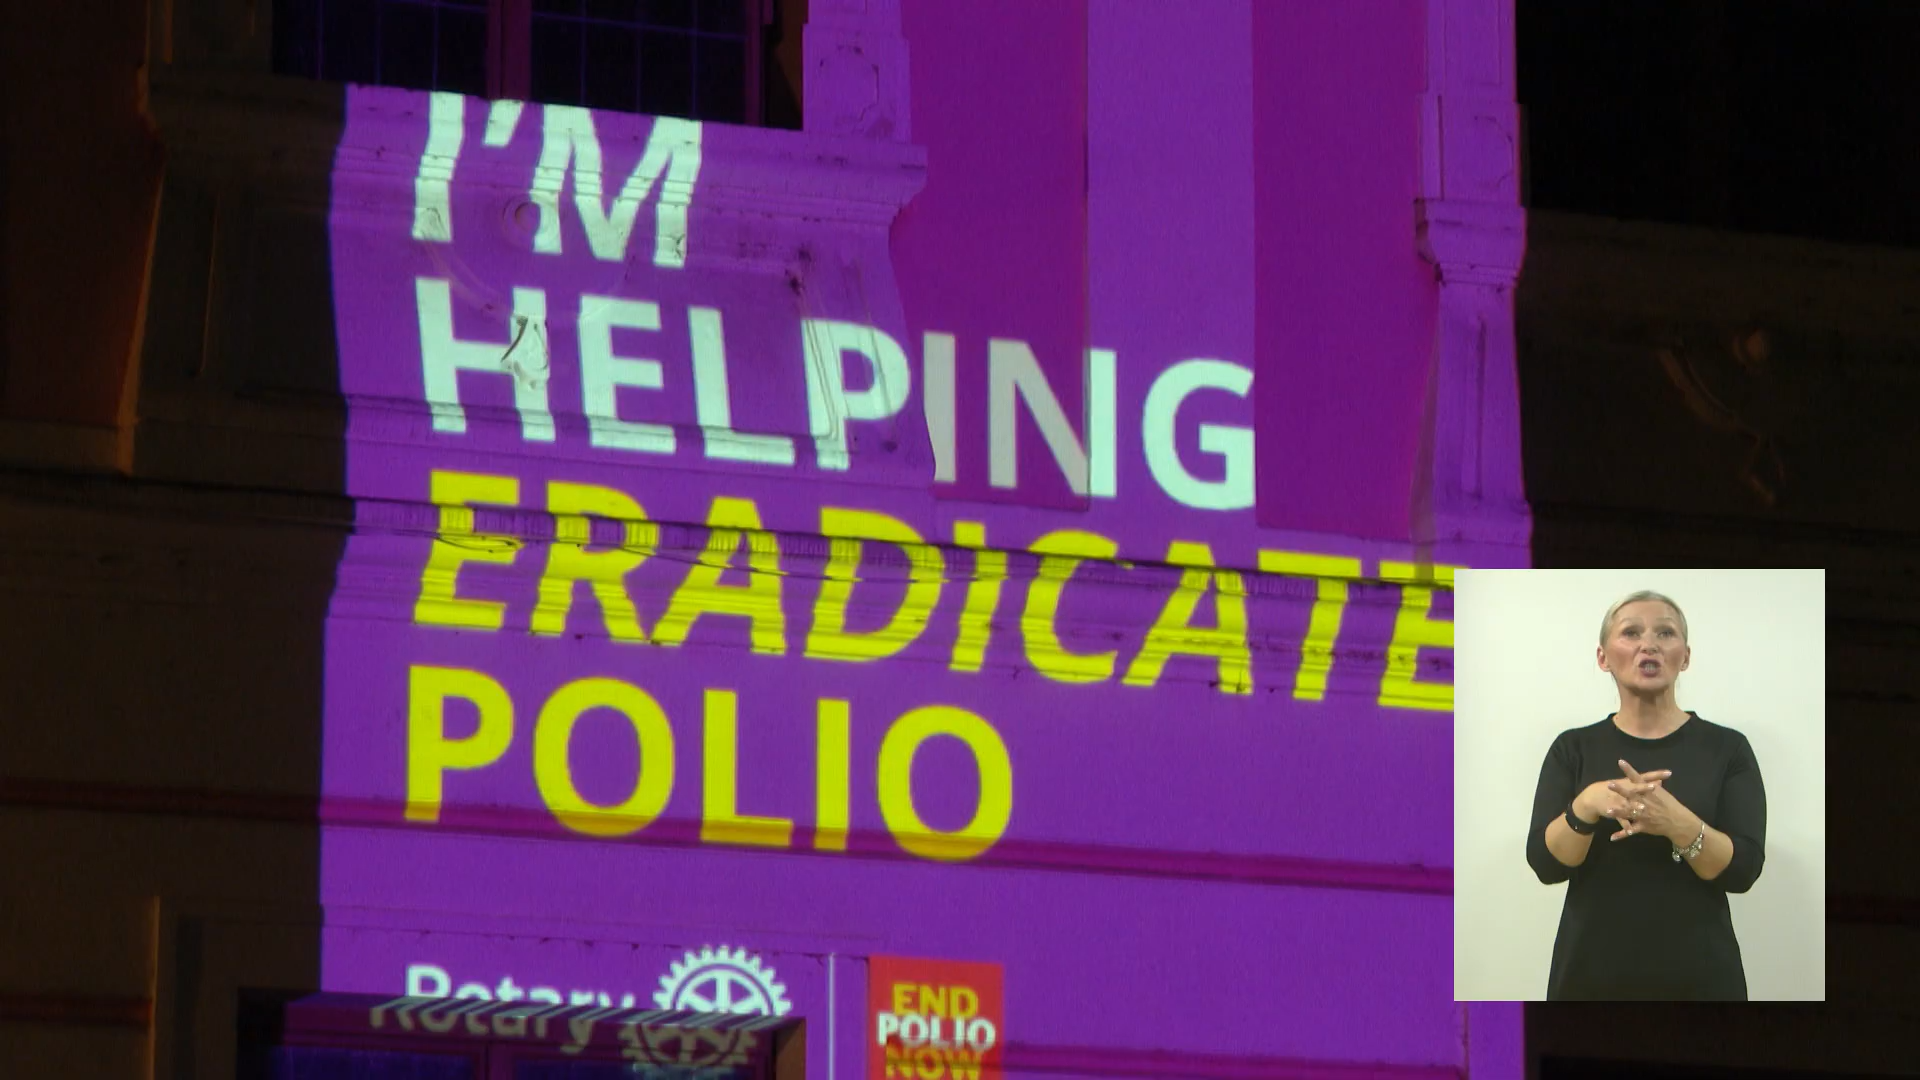 I'M
HELPING
ERADICATE
POLIO
Rotary
END
POLIO
NOW